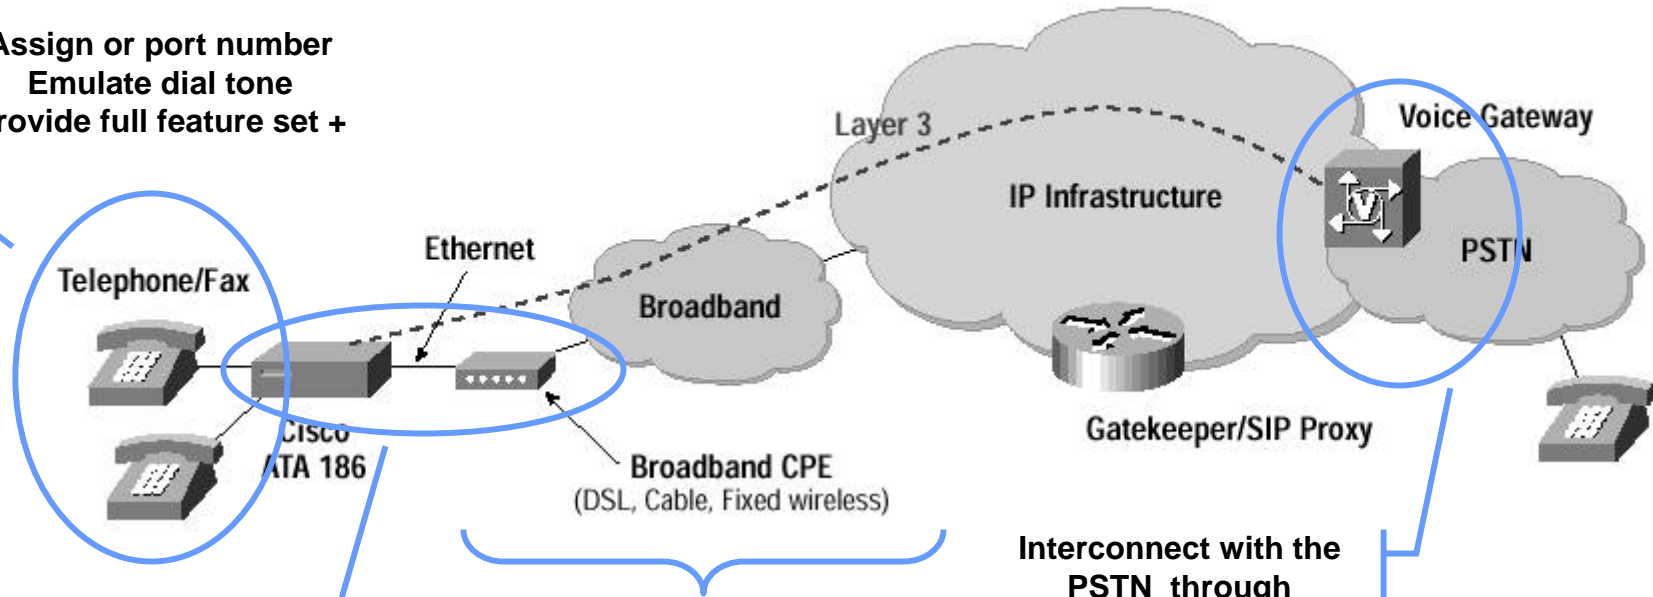 Assign or port number
Emulate dial tone
rovide full feature set +
Layer 3
Voice Gateway
IP Infrastructure
V
PSTN
Ethernet
Telephone/Fax
Broadband
Cisco
ATA 186
Gatekeeper/SIP Proxy
Broadband CPE
(DSL, Cable, Fixed wireless)
Interconnect with the
PSTN through